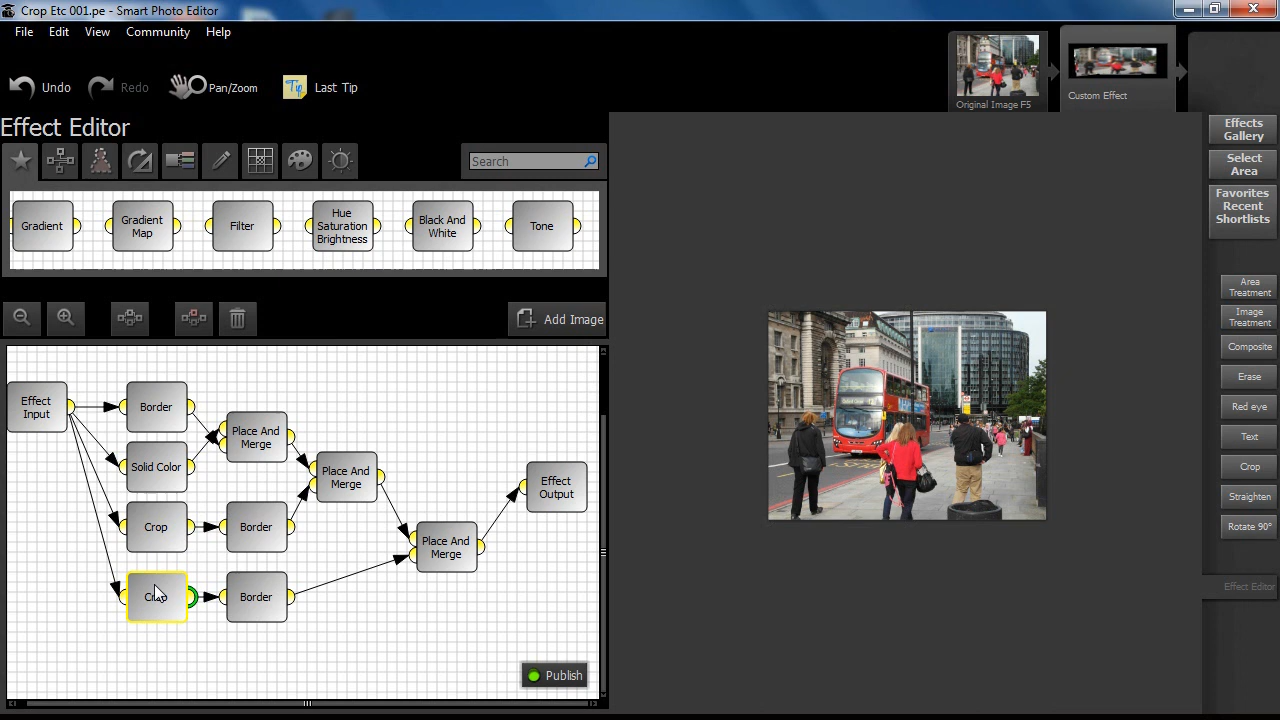 Crop Etc 001.pe - Smart Photo Editor
File Edit View Community Help
Undo Redo Pan/Zoom Tip Last Tip
Original Image F5
Custom Effect
Effect Editor
Search
Gradient
Gradient
Map
Filter
Hue
Saturation
Brightness
Black And
White
Tone
Add Image
Effect
Input
Border
Solid Color
Crop
Border
Place And
Merge
Place And
Merge
Place And
Merge
Effect
Output
Border
Publish
Effects
Gallery
Select
Area
Favorites
Recent
Shortlists
Area
Treatment
Image
Treatment
Composite
Erase
Red eye
Text
Crop
Straighten
Rotate 90°
Effect Editor